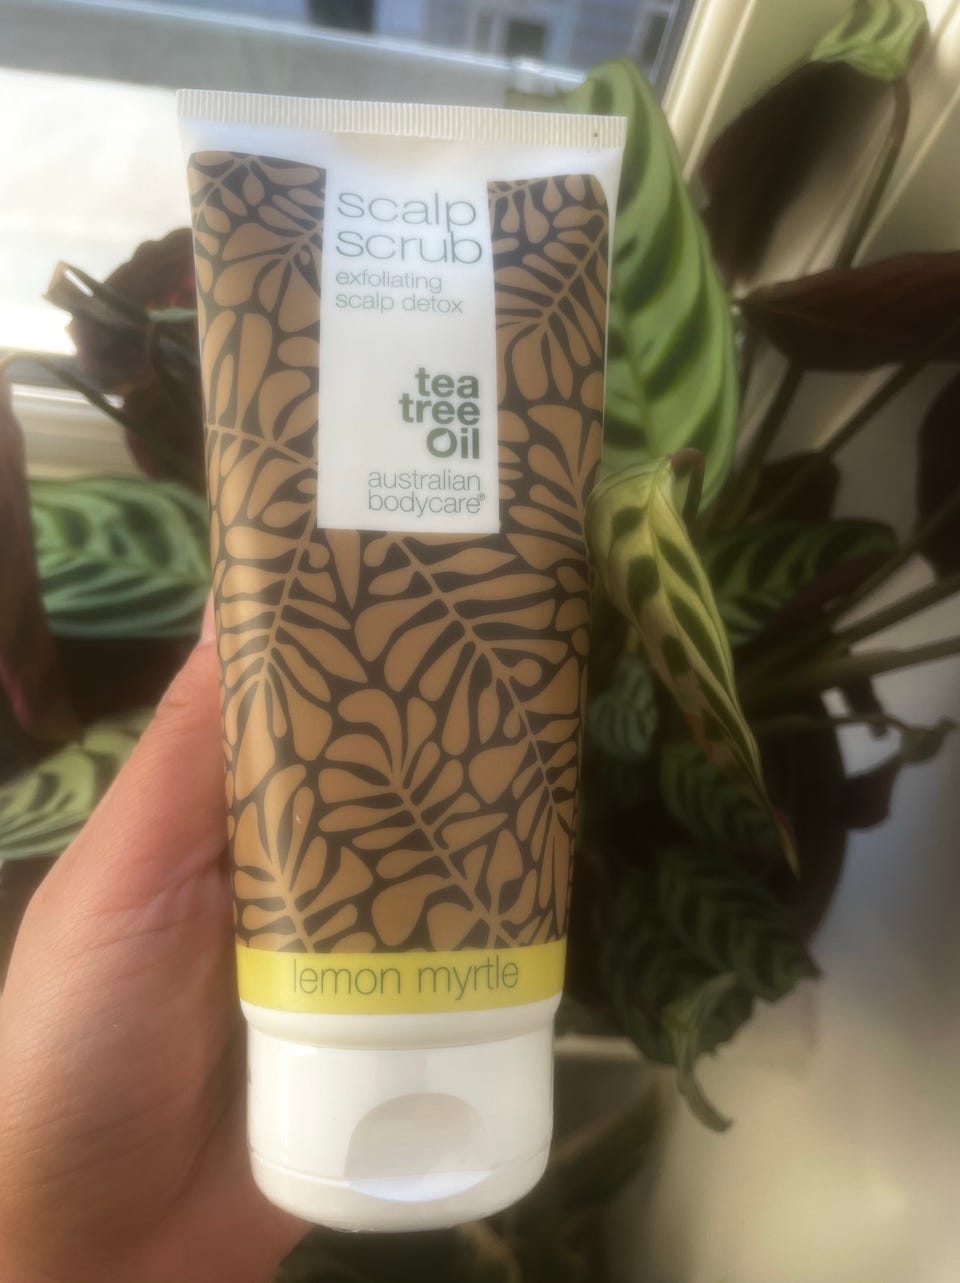 scalp
scrub
exfoliating
scalp detox
tea
tree
Oil
australian
bodycare®
lemon myrtle